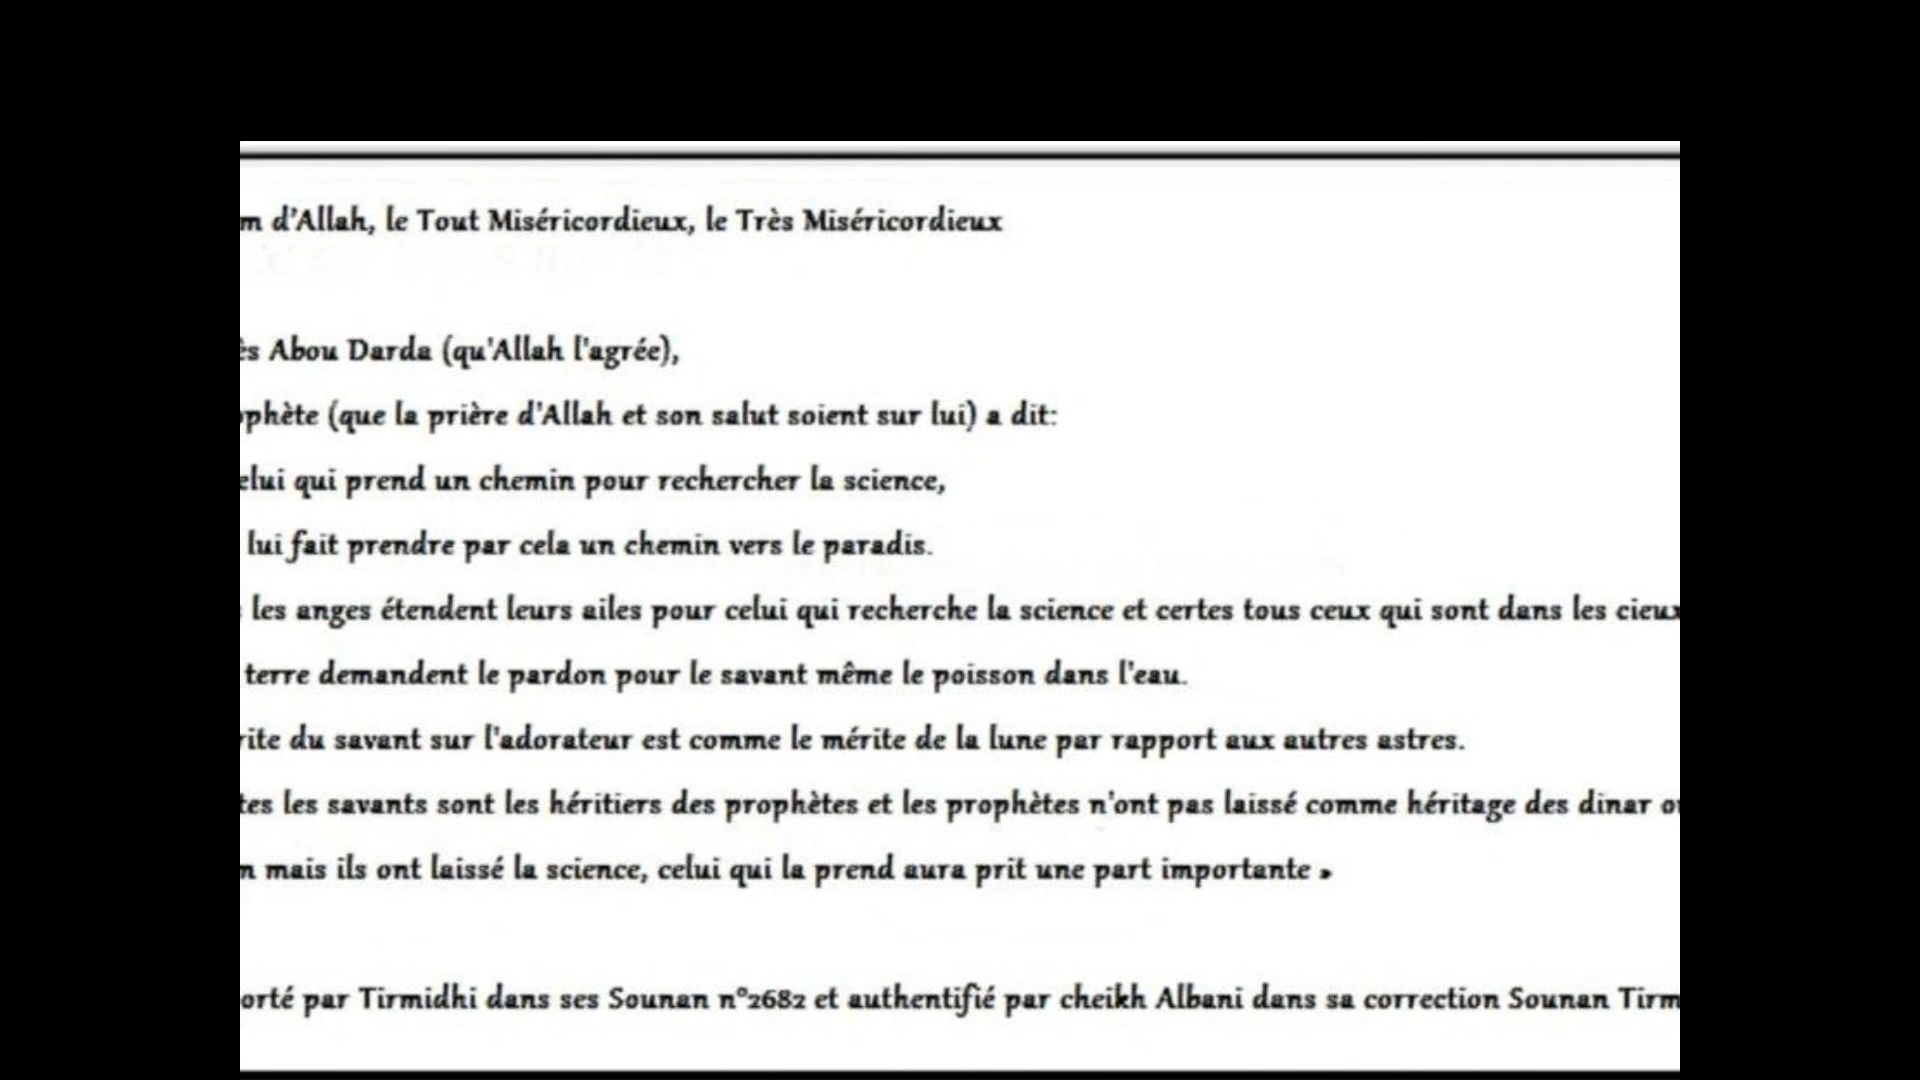 m d'Allah, le Tout Miséricordieux, le Très Miséricordieux
ès Abou Darda (qu'Allah l'agrée),
phète (que la prière d'Allah et son salut soient sur lui) a dit:
elui qui prend un chemin pour rechercher la science,
lui fait prendre par cela un chemin vers le paradis.
les anges étendent leurs ailes pour celui qui recherche la science et certes tous ceux qui sont dans les cieux
terre demandent le pardon pour le savant même le poisson dans l'eau.
rite du savant sur l'adorateur est comme le mérite de la lune par rapport aux autres astres.
tes les savants sont les héritiers des prophètes et les prophètes n'ont pas laissé comme héritage des dinar o
n mais ils ont laissé la science, celui qui la prend aura prit une part importante »
orté par Tirmidhi dans ses Sounan n°2682 et authentifié par cheikh Albani dans sa correction Sounan Tirm